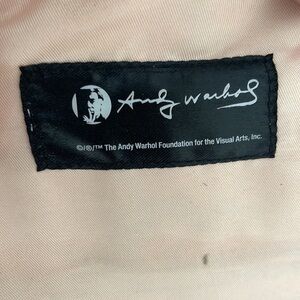 Andy Warhol
©/®/™ The Andy Warhol Foundation for the Visual Arts, Inc.